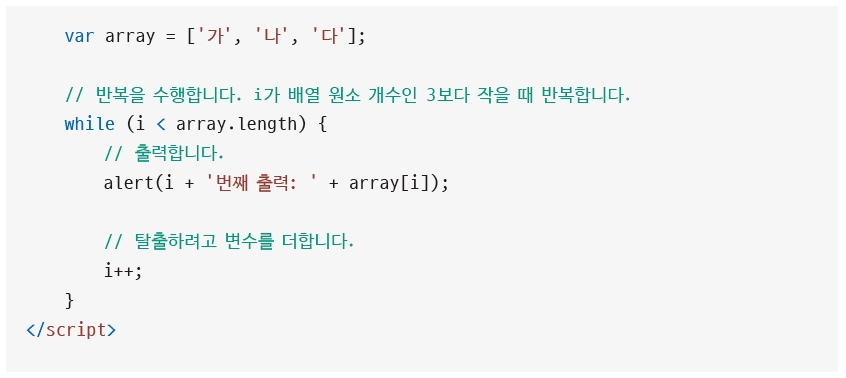 var array = ['가', '나', '다'];
// 반복을 수행합니다. i가 배열 원소 개수인 3보다 작을 때 반복합니다.
while (i < array.length) {
// 출력합니다.
alert(i + '번째 출력: ' + array[i]);
// 탈출하려고 변수를 더합니다.
i++;
}
</script>